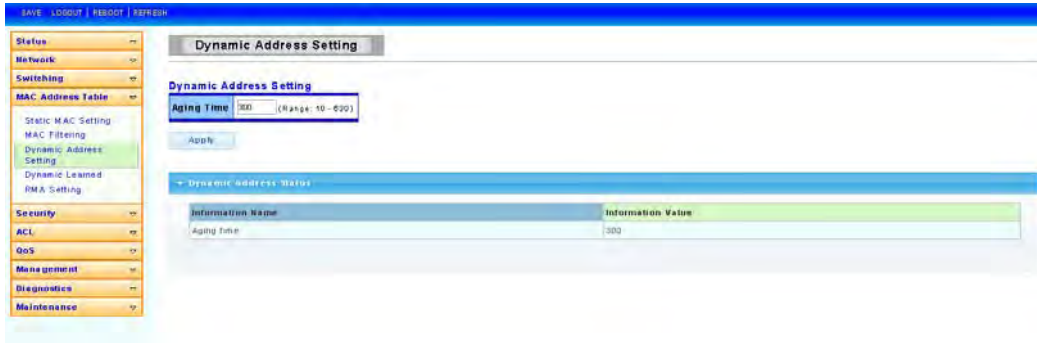 SAVE LOGOUT | REBOOT | REFRESH
Status
Network
Switching
MAC Address Table
Static MAC Setting
MAC Filtering
Dynamic Address
Setting
Dynamic Learned
RMA Setting
Security
ACL
QoS
Management
Diagnostics
Maintenance
Dynamic Address Setting
Dynamic Address Setting
Aging Time 300 (Range: 10-630)
Apply
Dynamic Address Status
Information Name Information Value
Aging time 300